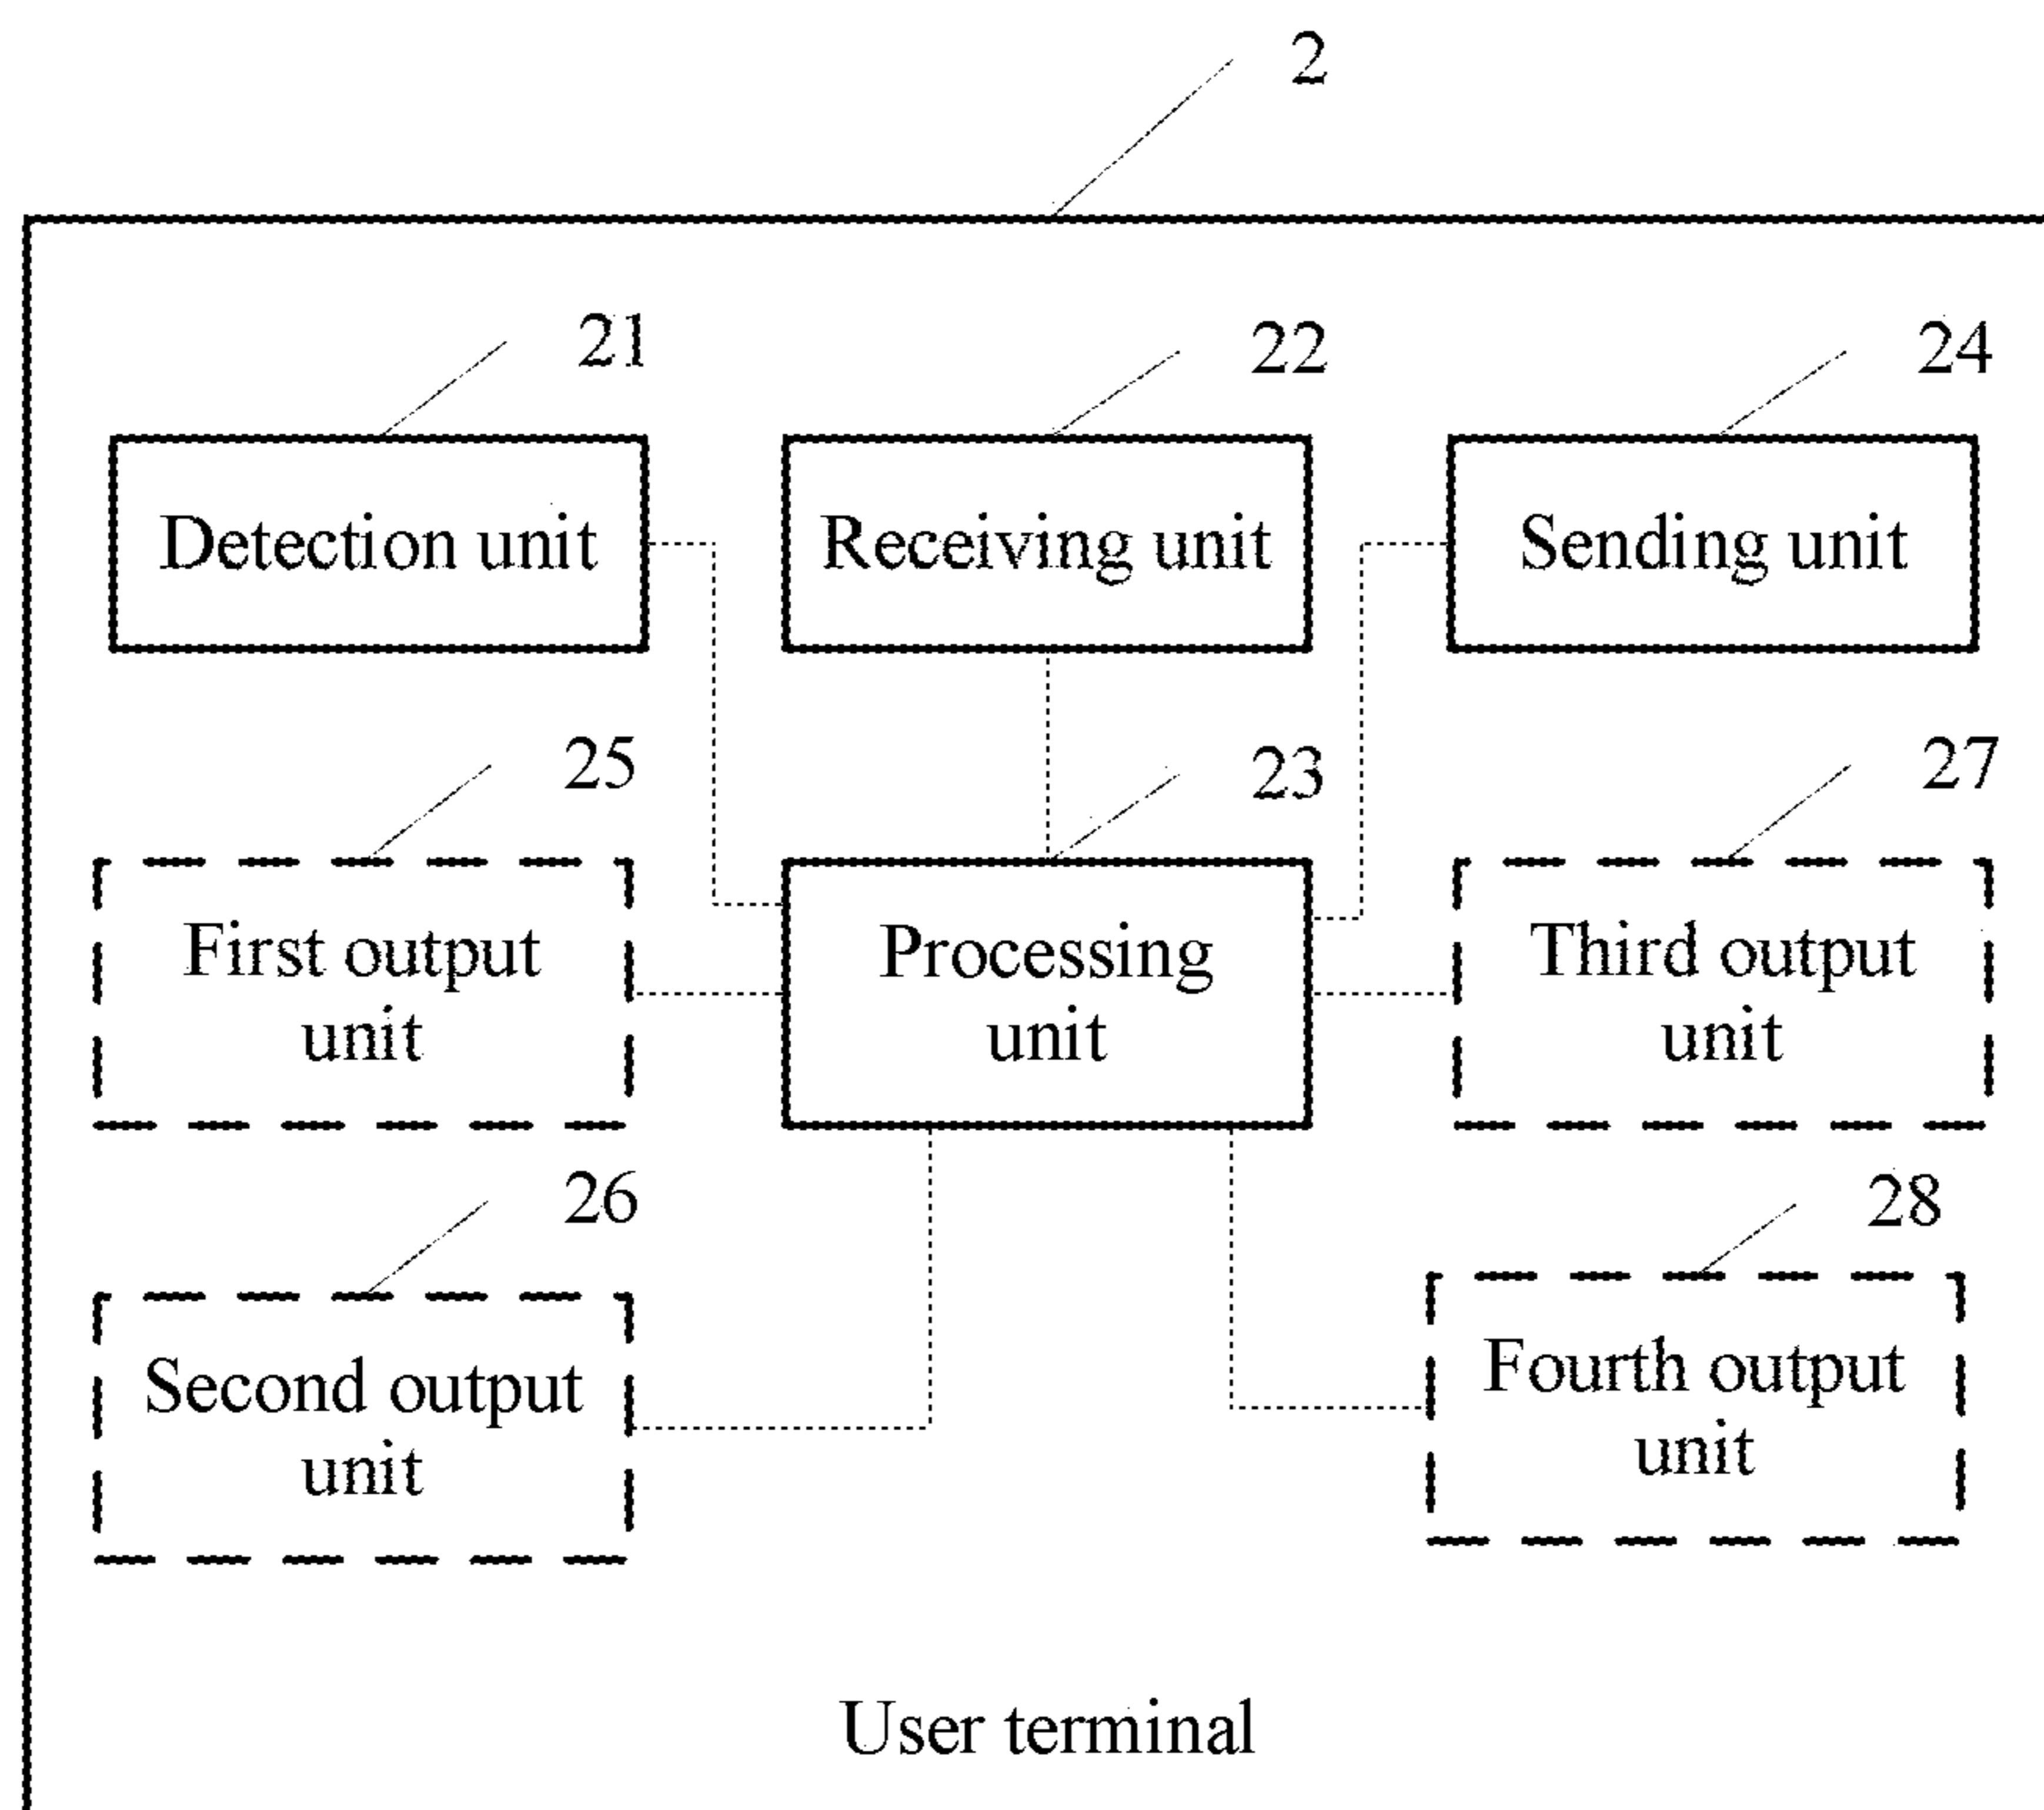 2
21
22
24
Detection unit
Receiving unit
Sending unit
25
23
27
First output
unit
Processing
unit
Third output
unit
26
28
Second output
unit
Fourth output
unit
User terminal